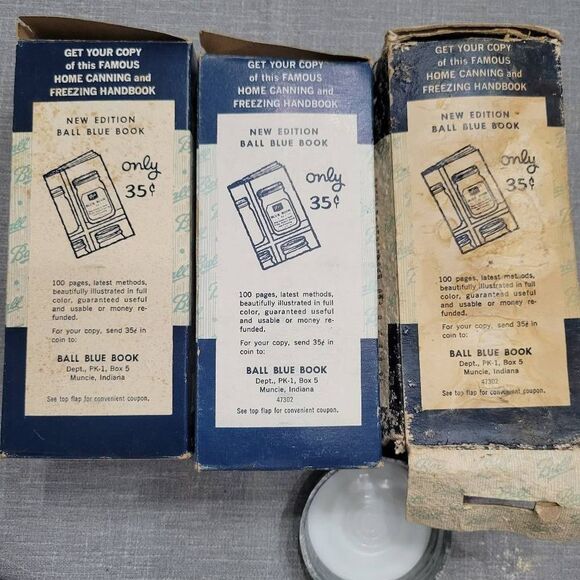 GET YOUR COPY
of this FAMOUS
HOME CANNING and
FREEZING HANDBOOK
NEW EDITION
BALL BLUE BOOK
only
35¢
100 pages, latest methods,
beautifully illustrated in full
color, guaranteed useful
and usable or money re-
funded.
For your copy, send 35¢ in
coin to:
BALL BLUE BOOK
Dept., PK-1, Box 5
Muncie, Indiana
See top flap for convenient coupon.
GET YOUR COPY
of this FAMOUS
HOME CANNING and
FREEZING HANDBOOK
NEW EDITION
BALL BLUE BOOK
only
35¢
100 pages, latest methods,
beautifully illustrated in full
color, guaranteed useful
and usable or money re-
funded.
For your copy, send 35¢ in
coin to:
BALL BLUE BOOK
Dept., PK-1, Box 5
Muncie, Indiana
47302
See top flap for convenient coupon.
GET YOUR COPY
of this FAMOUS
HOME CANNING and
FREEZING HANDBOOK
NEW EDITION
BALL BLUE BOOK
only
35¢
100 pages, latest methods,
beautifully illustrated in full
color, guaranteed useful
and usable or money re-
funded.
For your copy, send 35¢ in
coin to:
BALL BLUE BOOK
Dept., PK-1, Box 5
Muncie, Indiana
47302
See top flap for convenient coupon.
Ball